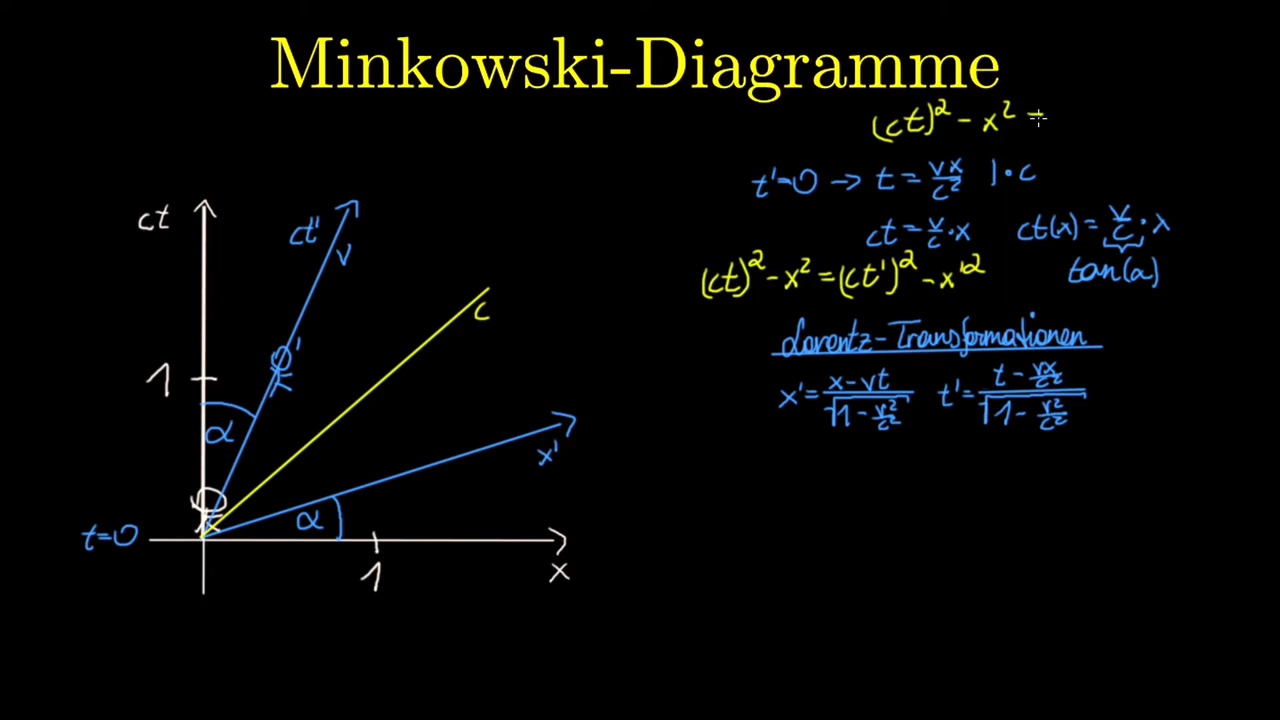 Minkowski-Diagramme
(ct)² - x² =
t'=0 → t = vx/c² | · c
ct = v/c · x ct(x) = v/c · x
tan(α)
(ct)² - x² = (ct')² - x'²
Lorentz-Transformationen
x' = (x - vt)/√(1 - v²/c²) t' = (t - vx/c²)/√(1 - v²/c²)
ct
ct'
v
c
1
α
x'
α
t=0
1
x